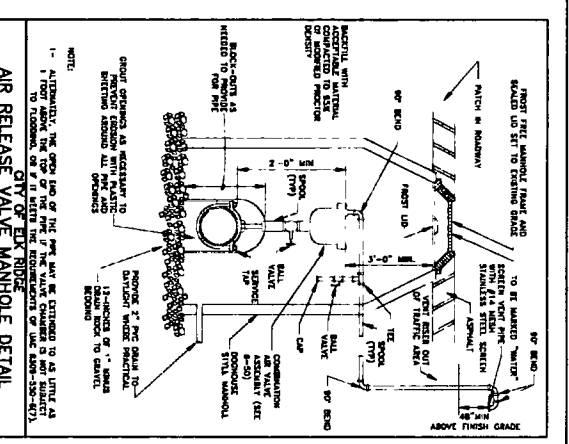 FROST FREE MANHOLE FRAME AND
SEALED LID SET TO EXISTING GRADE
PATCH IN ROADWAY
BACKFILL WITH
ACCEPTABLE MATERIAL
COMPACTED TO 95%
OF MODIFIED PROCTOR
DENSITY
90° BEND
FROST LID
2'-0" MIN
BLOCK-OUTS AS
NEEDED TO PROVIDE
FOR PIPE
GROUT OPENINGS AS NECESSARY TO
PREVENT EROSION WITH PLASTIC
SHEETING AROUND ALL PIPE AND
OPENINGS
90° BEND
TO BE MARKED "WATER"
SCREEN VENT PIPE
WITH #14 MESH
STAINLESS STEEL SCREEN
48" MIN
ABOVE FINISH GRADE
ASPHALT
VENT RISER OUT
OF TRAFFIC AREA
3'-0" MIN.
90° BEND
SPOOL
(TYP)
TEE
BALL
VALVE
CAP
COMBINATION
AIR VALVE
ASSEMBLY (SEE
8-50)
DOGHOUSE
STYLE MANHOLE
SPOOL
(TYP)
BALL
VALVE
SERVICE
TAP
PROVIDE 2" PVC DRAIN TO
DAYLIGHT WHERE PRACTICAL
12-INCHES OF 1" MINUS
DRAIN ROCK TO GRAVEL
BEDDING
NOTE:
1- ALTERNATELY, THE OPEN END OF THE PIPE MAY BE EXTENDED TO AS LITTLE AS
1 FOOT ABOVE THE TOP OF THE PIPE IF THE VALVE CHAMBER IS NOT SUBJECT
TO FLOODING, OR IF IT MEETS THE REQUIREMENTS OF UAC R309-550-6(7).
CITY OF ELK RIDGE
AIR RELEASE VALVE MANHOLE DETAIL